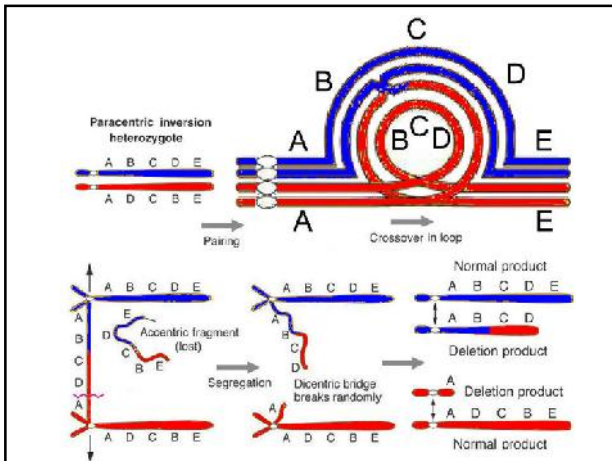 C
B
D
Paracentric inversion
heterozygote
A
B C D
E
A B C D E
A D C B E
A
E
Pairing
Crossover in loop
Normal product
A B C D E
A B C D E
A B C D E
A
B
C
D
A
E
D
C
B
E
Accentric fragment
(lost)
A
B
C
D
A B C D
Deletion product
Segregation
Dicentric bridge
breaks randomly
A
Deletion product
A
A D C B E
A D C B E
A D C B E
Normal product